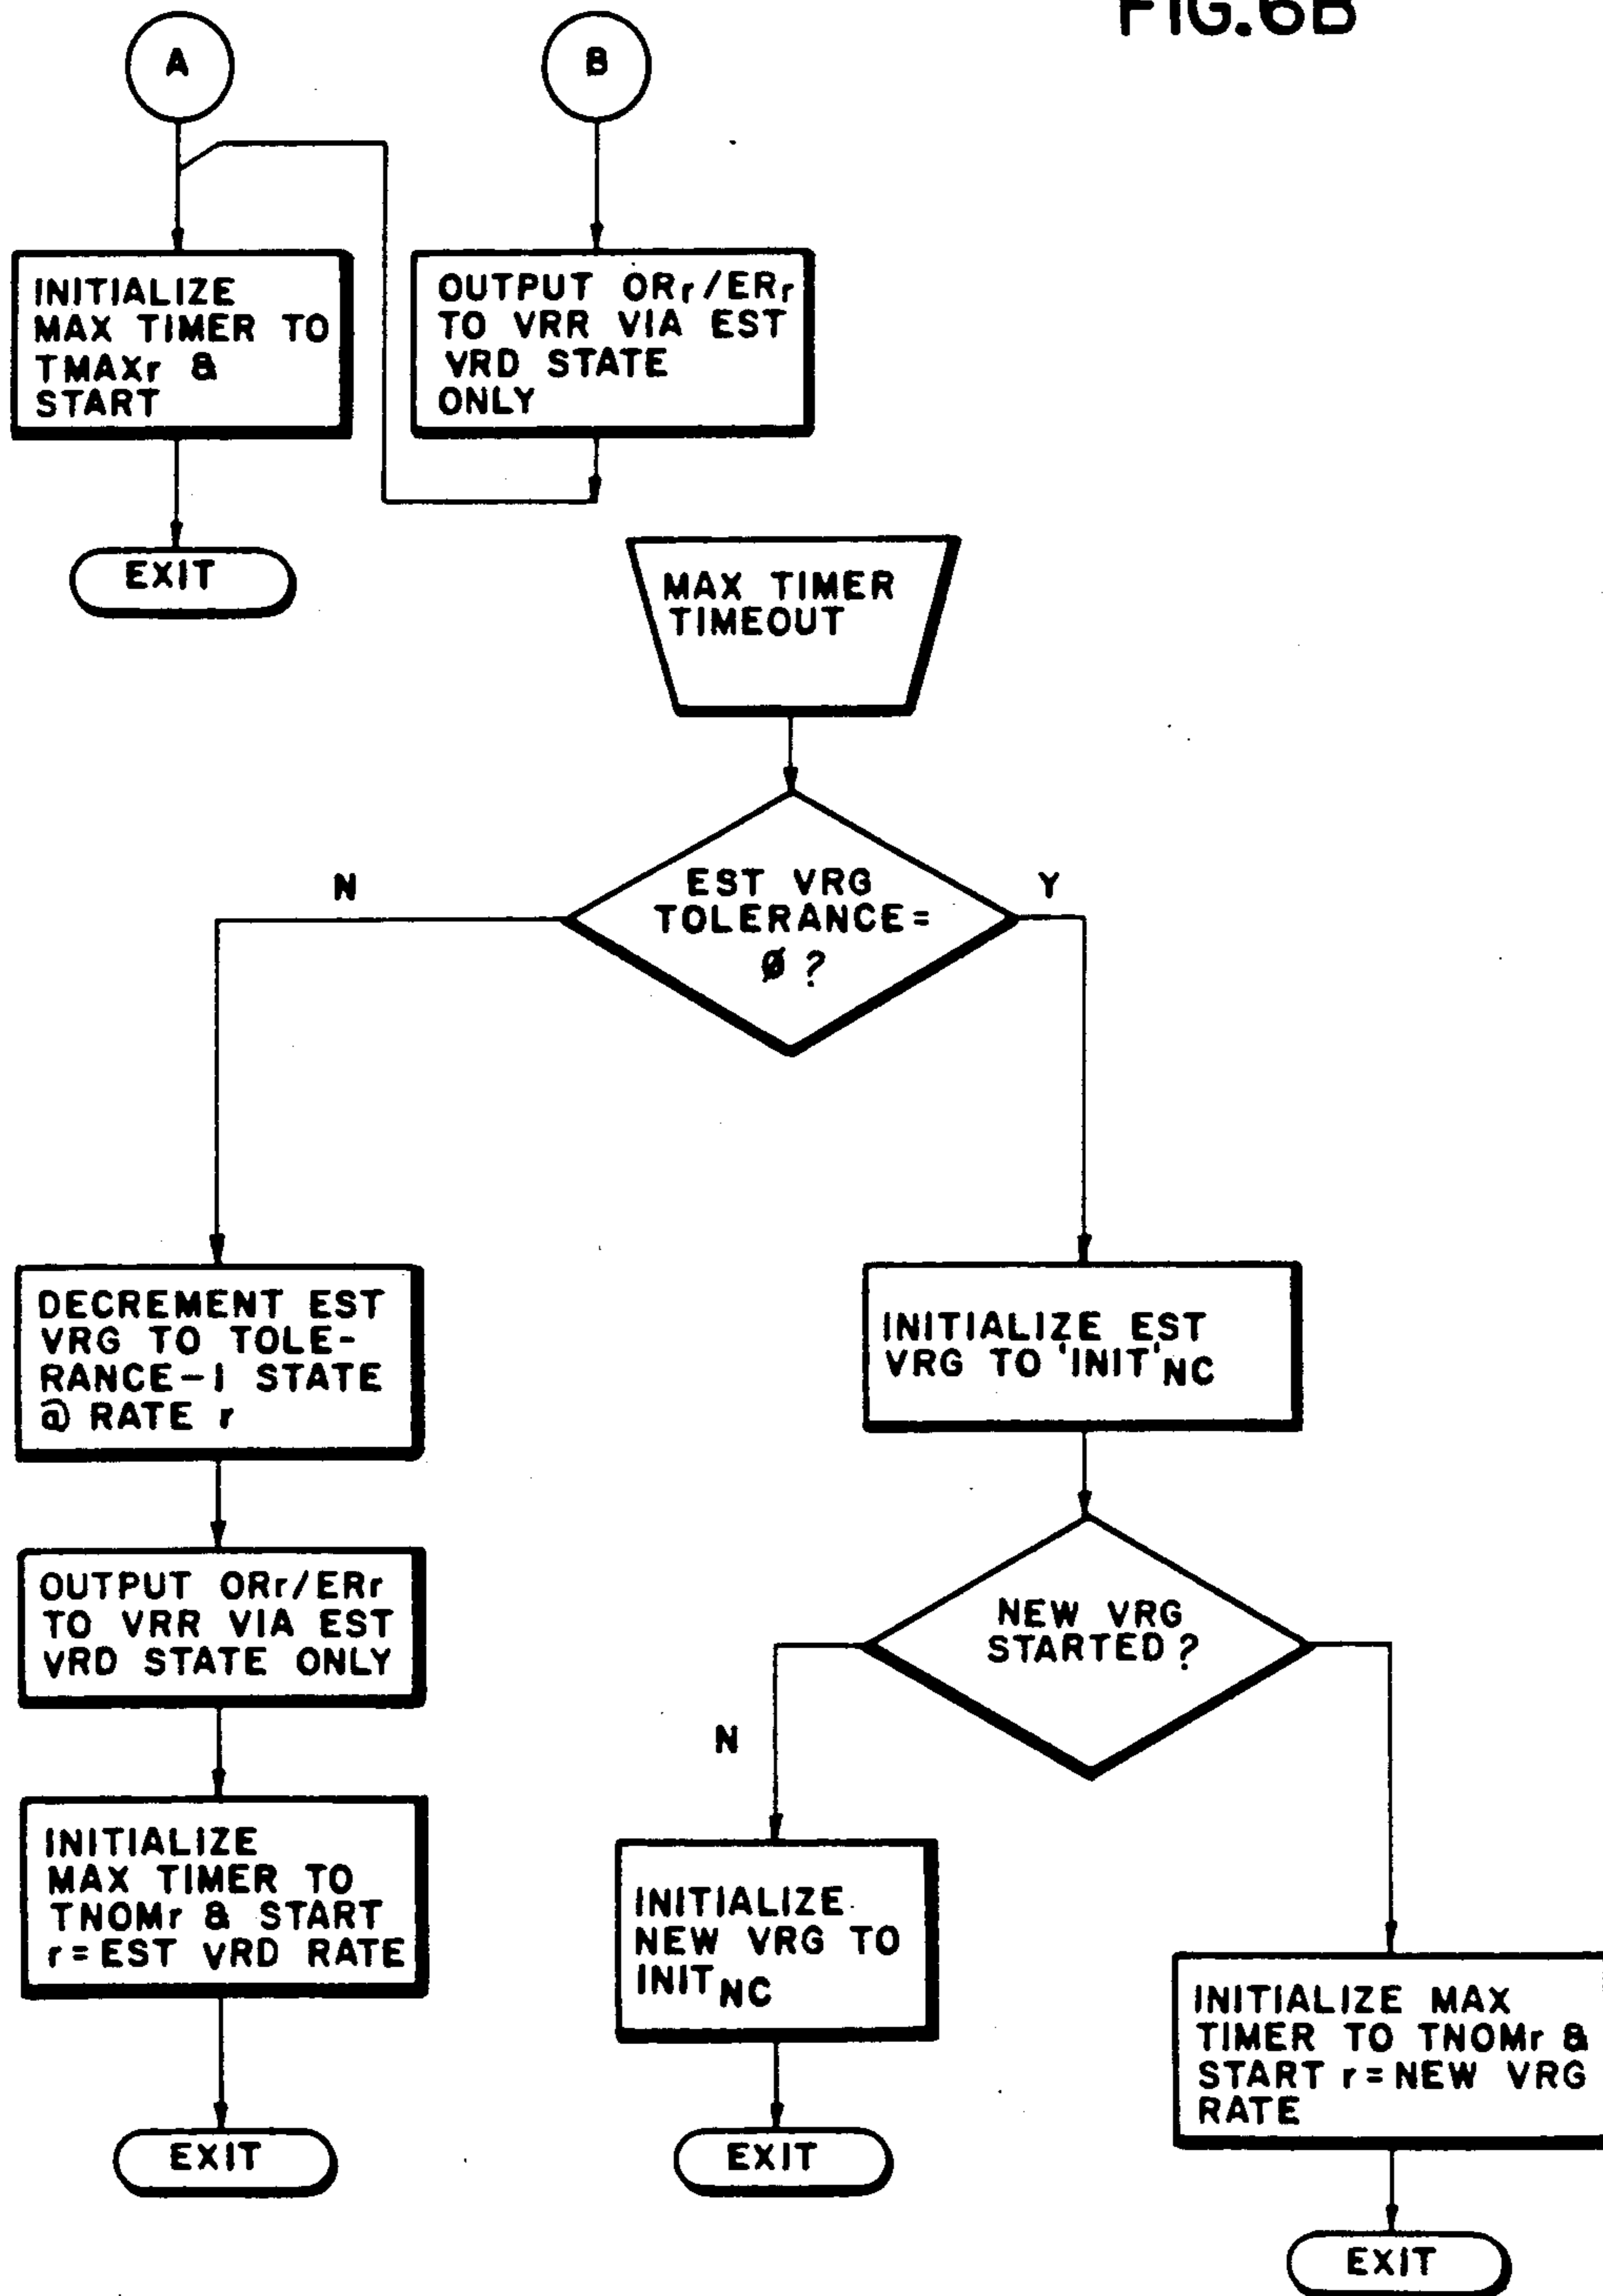 FIG.6B
A
B
INITIALIZE
MAX TIMER TO
TMAXr &
START
OUTPUT ORr/ERr
TO VRR VIA EST
VRD STATE
ONLY
EXIT
MAX TIMER
TIMEOUT
EST VRG
TOLERANCE=
Ø ?
N
Y
DECREMENT EST
VRG TO TOLE-
RANCE-1 STATE
@ RATE r
INITIALIZE EST
VRG TO 'INIT'NC
OUTPUT ORr/ERr
TO VRR VIA EST
VRD STATE ONLY
NEW VRG
STARTED?
N
INITIALIZE
MAX TIMER TO
TNOMr & START
r=EST VRD RATE
INITIALIZE
NEW VRG TO
INITNC
INITIALIZE MAX
TIMER TO TNOMr &
START r=NEW VRG
RATE
EXIT
EXIT
EXIT